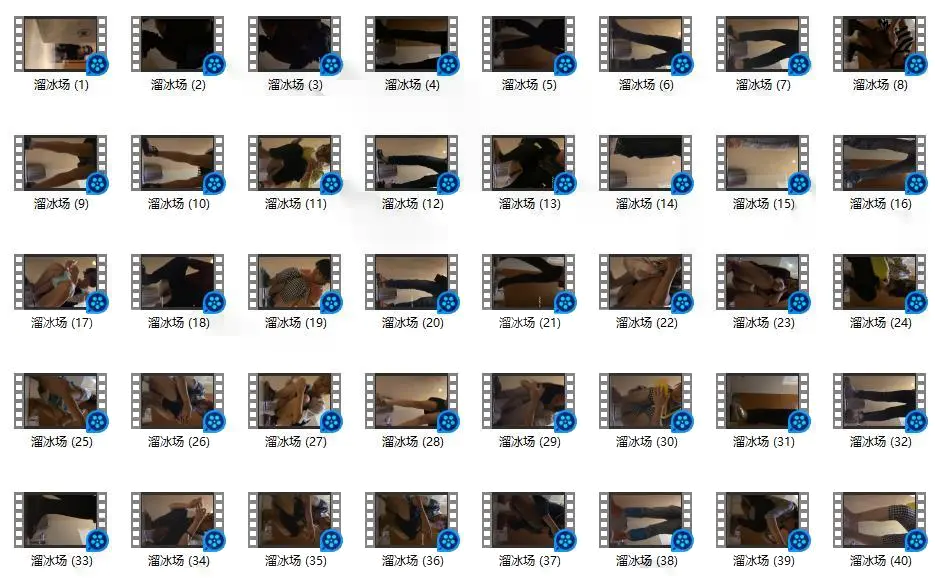 溜冰场 (1) 溜冰场 (2) 溜冰场 (3) 溜冰场 (4) 溜冰场 (5) 溜冰场 (6) 溜冰场 (7) 溜冰场 (8)
溜冰场 (9) 溜冰场 (10) 溜冰场 (11) 溜冰场 (12) 溜冰场 (13) 溜冰场 (14) 溜冰场 (15) 溜冰场 (16)
溜冰场 (17) 溜冰场 (18) 溜冰场 (19) 溜冰场 (20) 溜冰场 (21) 溜冰场 (22) 溜冰场 (23) 溜冰场 (24)
溜冰场 (25) 溜冰场 (26) 溜冰场 (27) 溜冰场 (28) 溜冰场 (29) 溜冰场 (30) 溜冰场 (31) 溜冰场 (32)
溜冰场 (33) 溜冰场 (34) 溜冰场 (35) 溜冰场 (36) 溜冰场 (37) 溜冰场 (38) 溜冰场 (39) 溜冰场 (40)